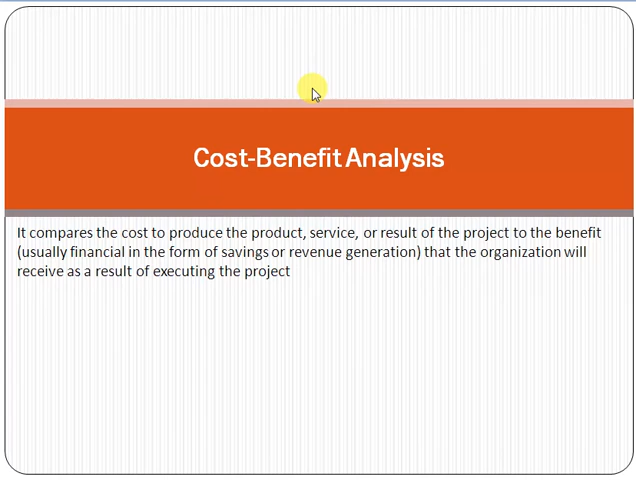 Cost-Benefit Analysis
It compares the cost to produce the product, service, or result of the project to the benefit
(usually financial in the form of savings or revenue generation) that the organization will
receive as a result of executing the project